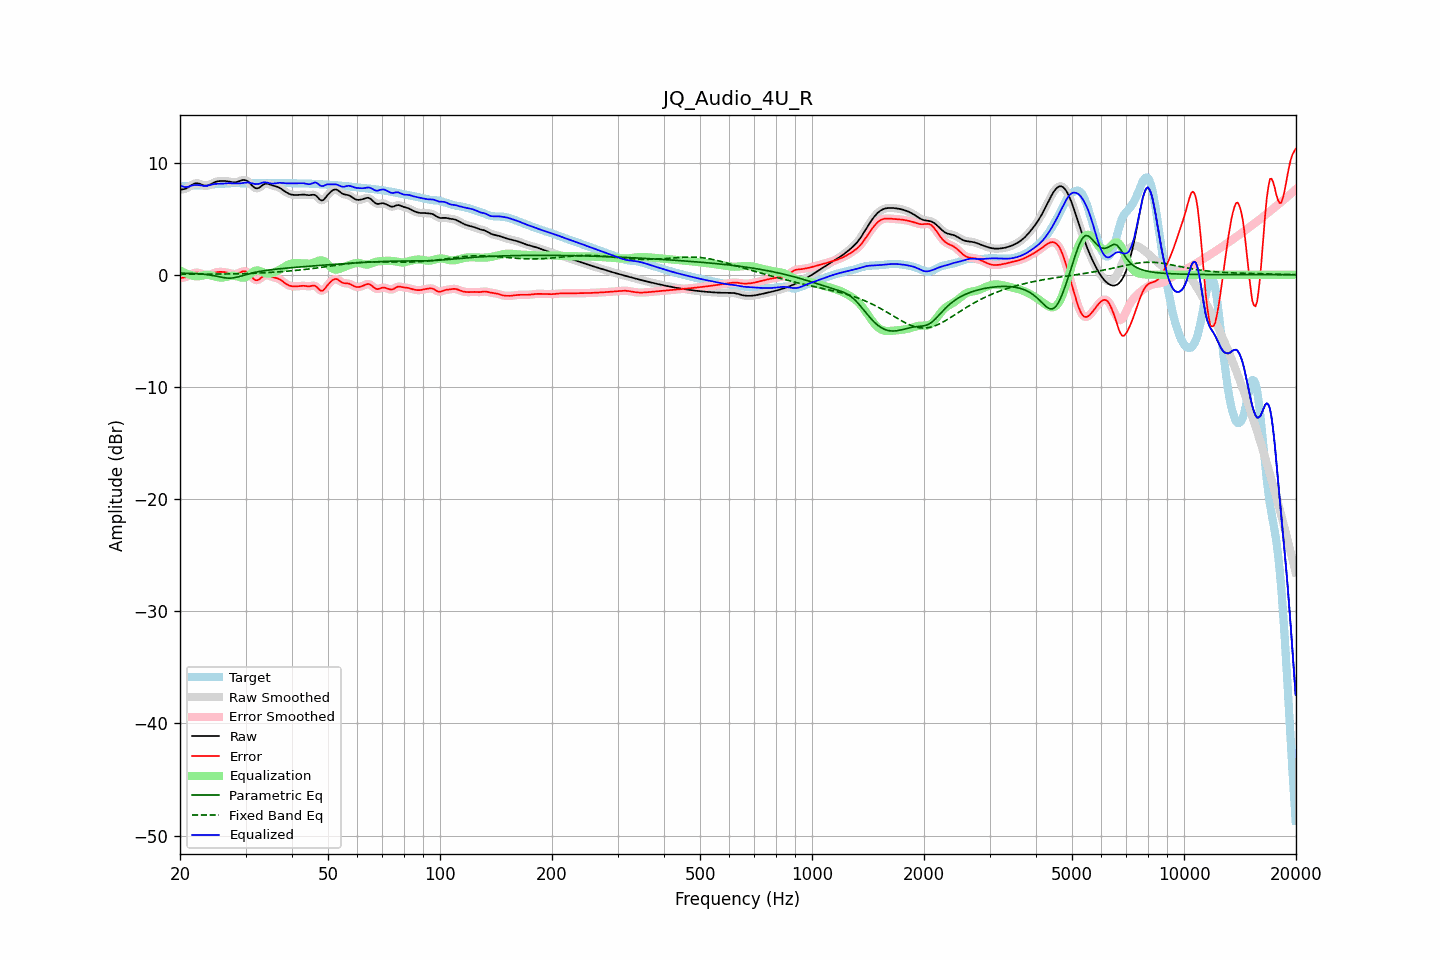 JQ_Audio_4U_R
Amplitude (dBr)
10
0
−10
−20
−30
−40
−50
Target
Raw Smoothed
Error Smoothed
Raw
Error
Equalization
Parametric Eq
Fixed Band Eq
Equalized
20 50 100 200 500 1000 2000 5000 10000 20000
Frequency (Hz)